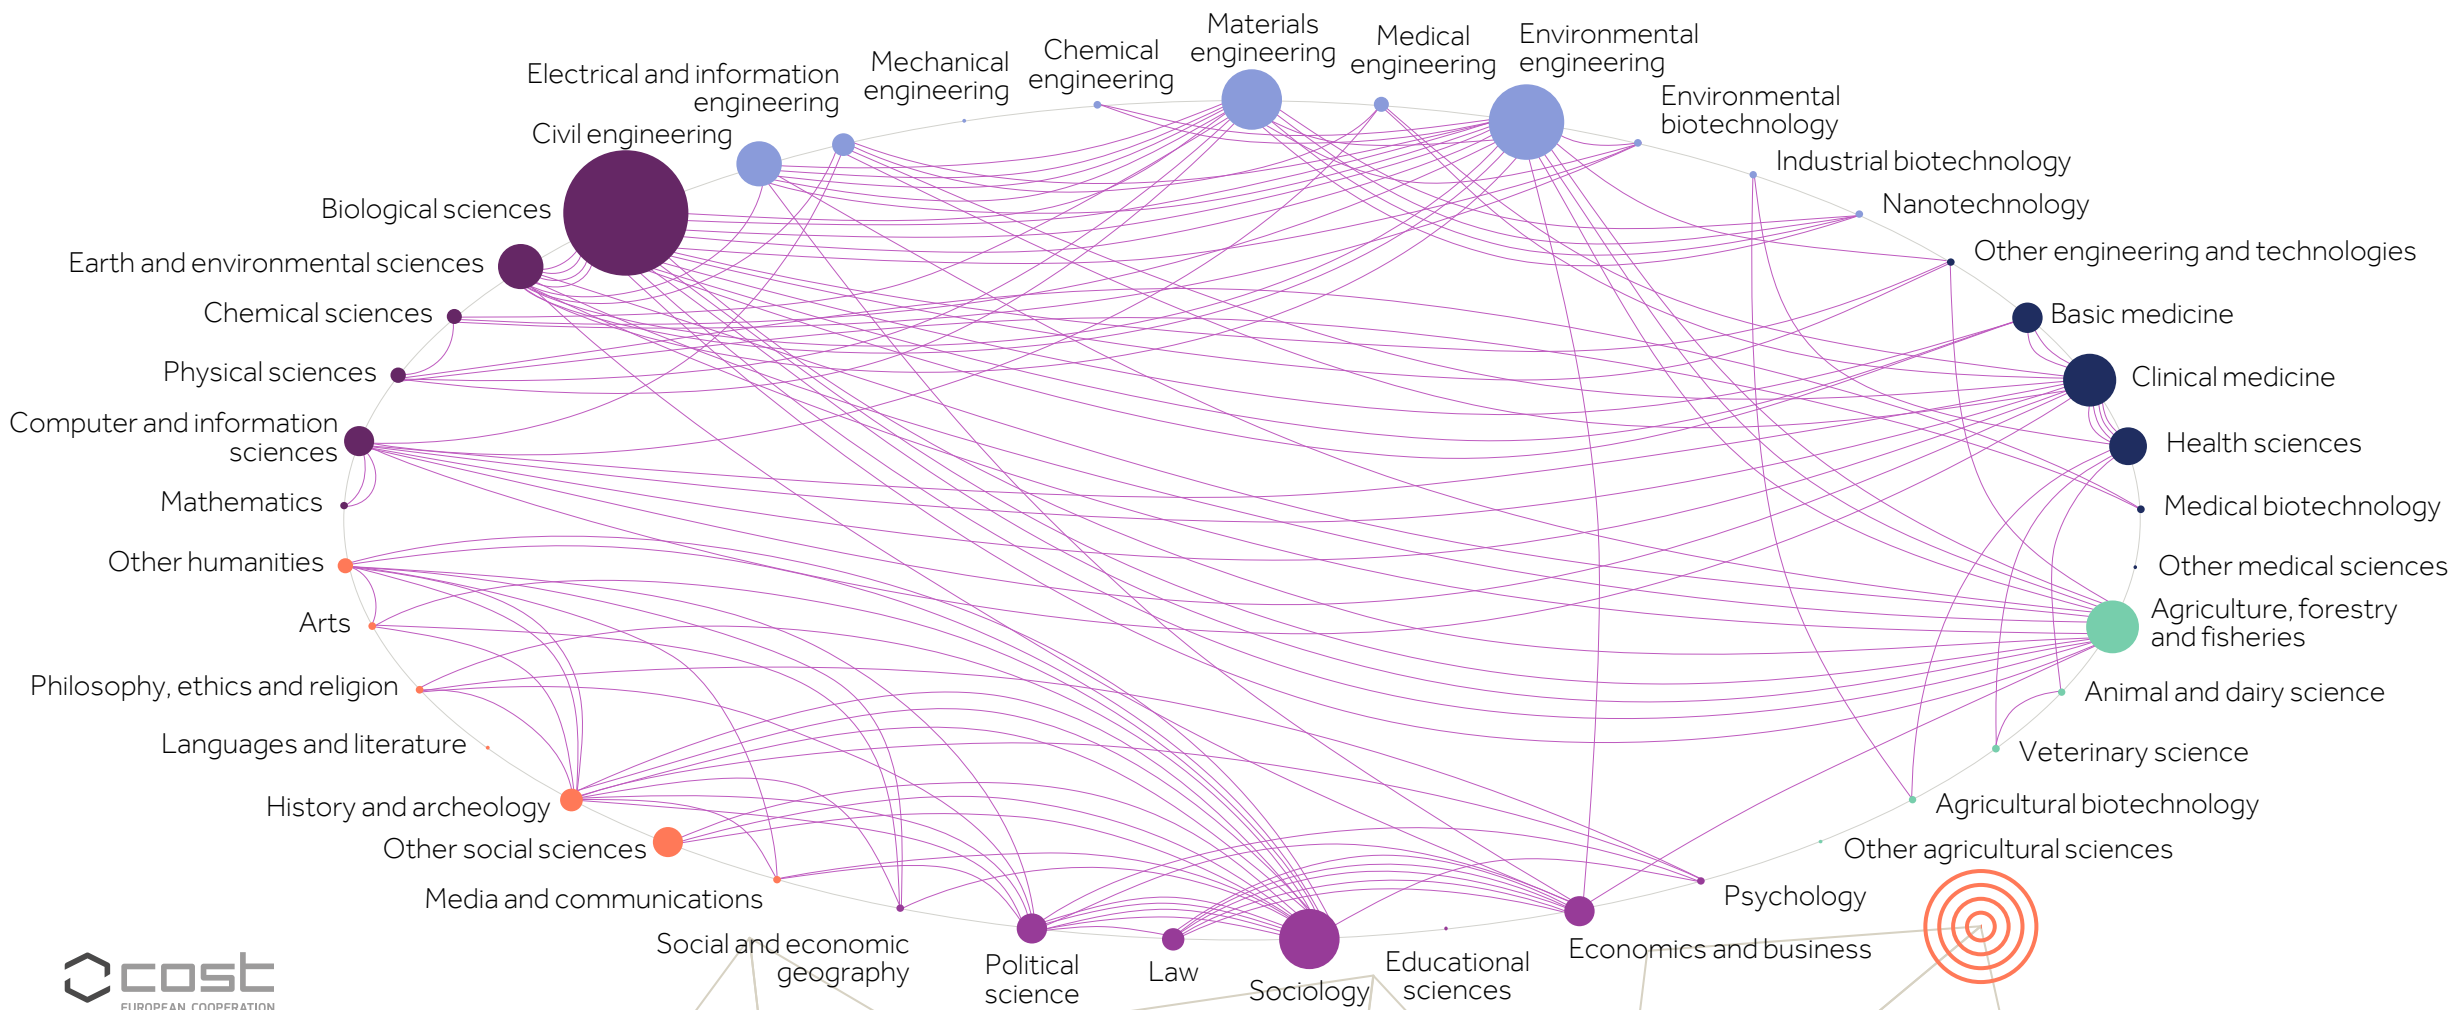 Materials
engineering
Medical
engineering
Environmental
engineering
Chemical
engineering
Mechanical
engineering
Electrical and information
engineering
Environmental
biotechnology
Civil engineering
Industrial biotechnology
Biological sciences
Nanotechnology
Earth and environmental sciences
Other engineering and technologies
Chemical sciences
Basic medicine
Physical sciences
Clinical medicine
Computer and information
sciences
Health sciences
Mathematics
Medical biotechnology
Other humanities
Other medical sciences
Arts
Agriculture, forestry
and fisheries
Philosophy, ethics and religion
Animal and dairy science
Languages and literature
Veterinary science
History and archeology
Agricultural biotechnology
Other social sciences
Other agricultural sciences
Media and communications
Psychology
Social and economic
geography
Political
science
Law
Sociology
Educational
sciences
Economics and business
cost
EUROPEAN COOPERATION